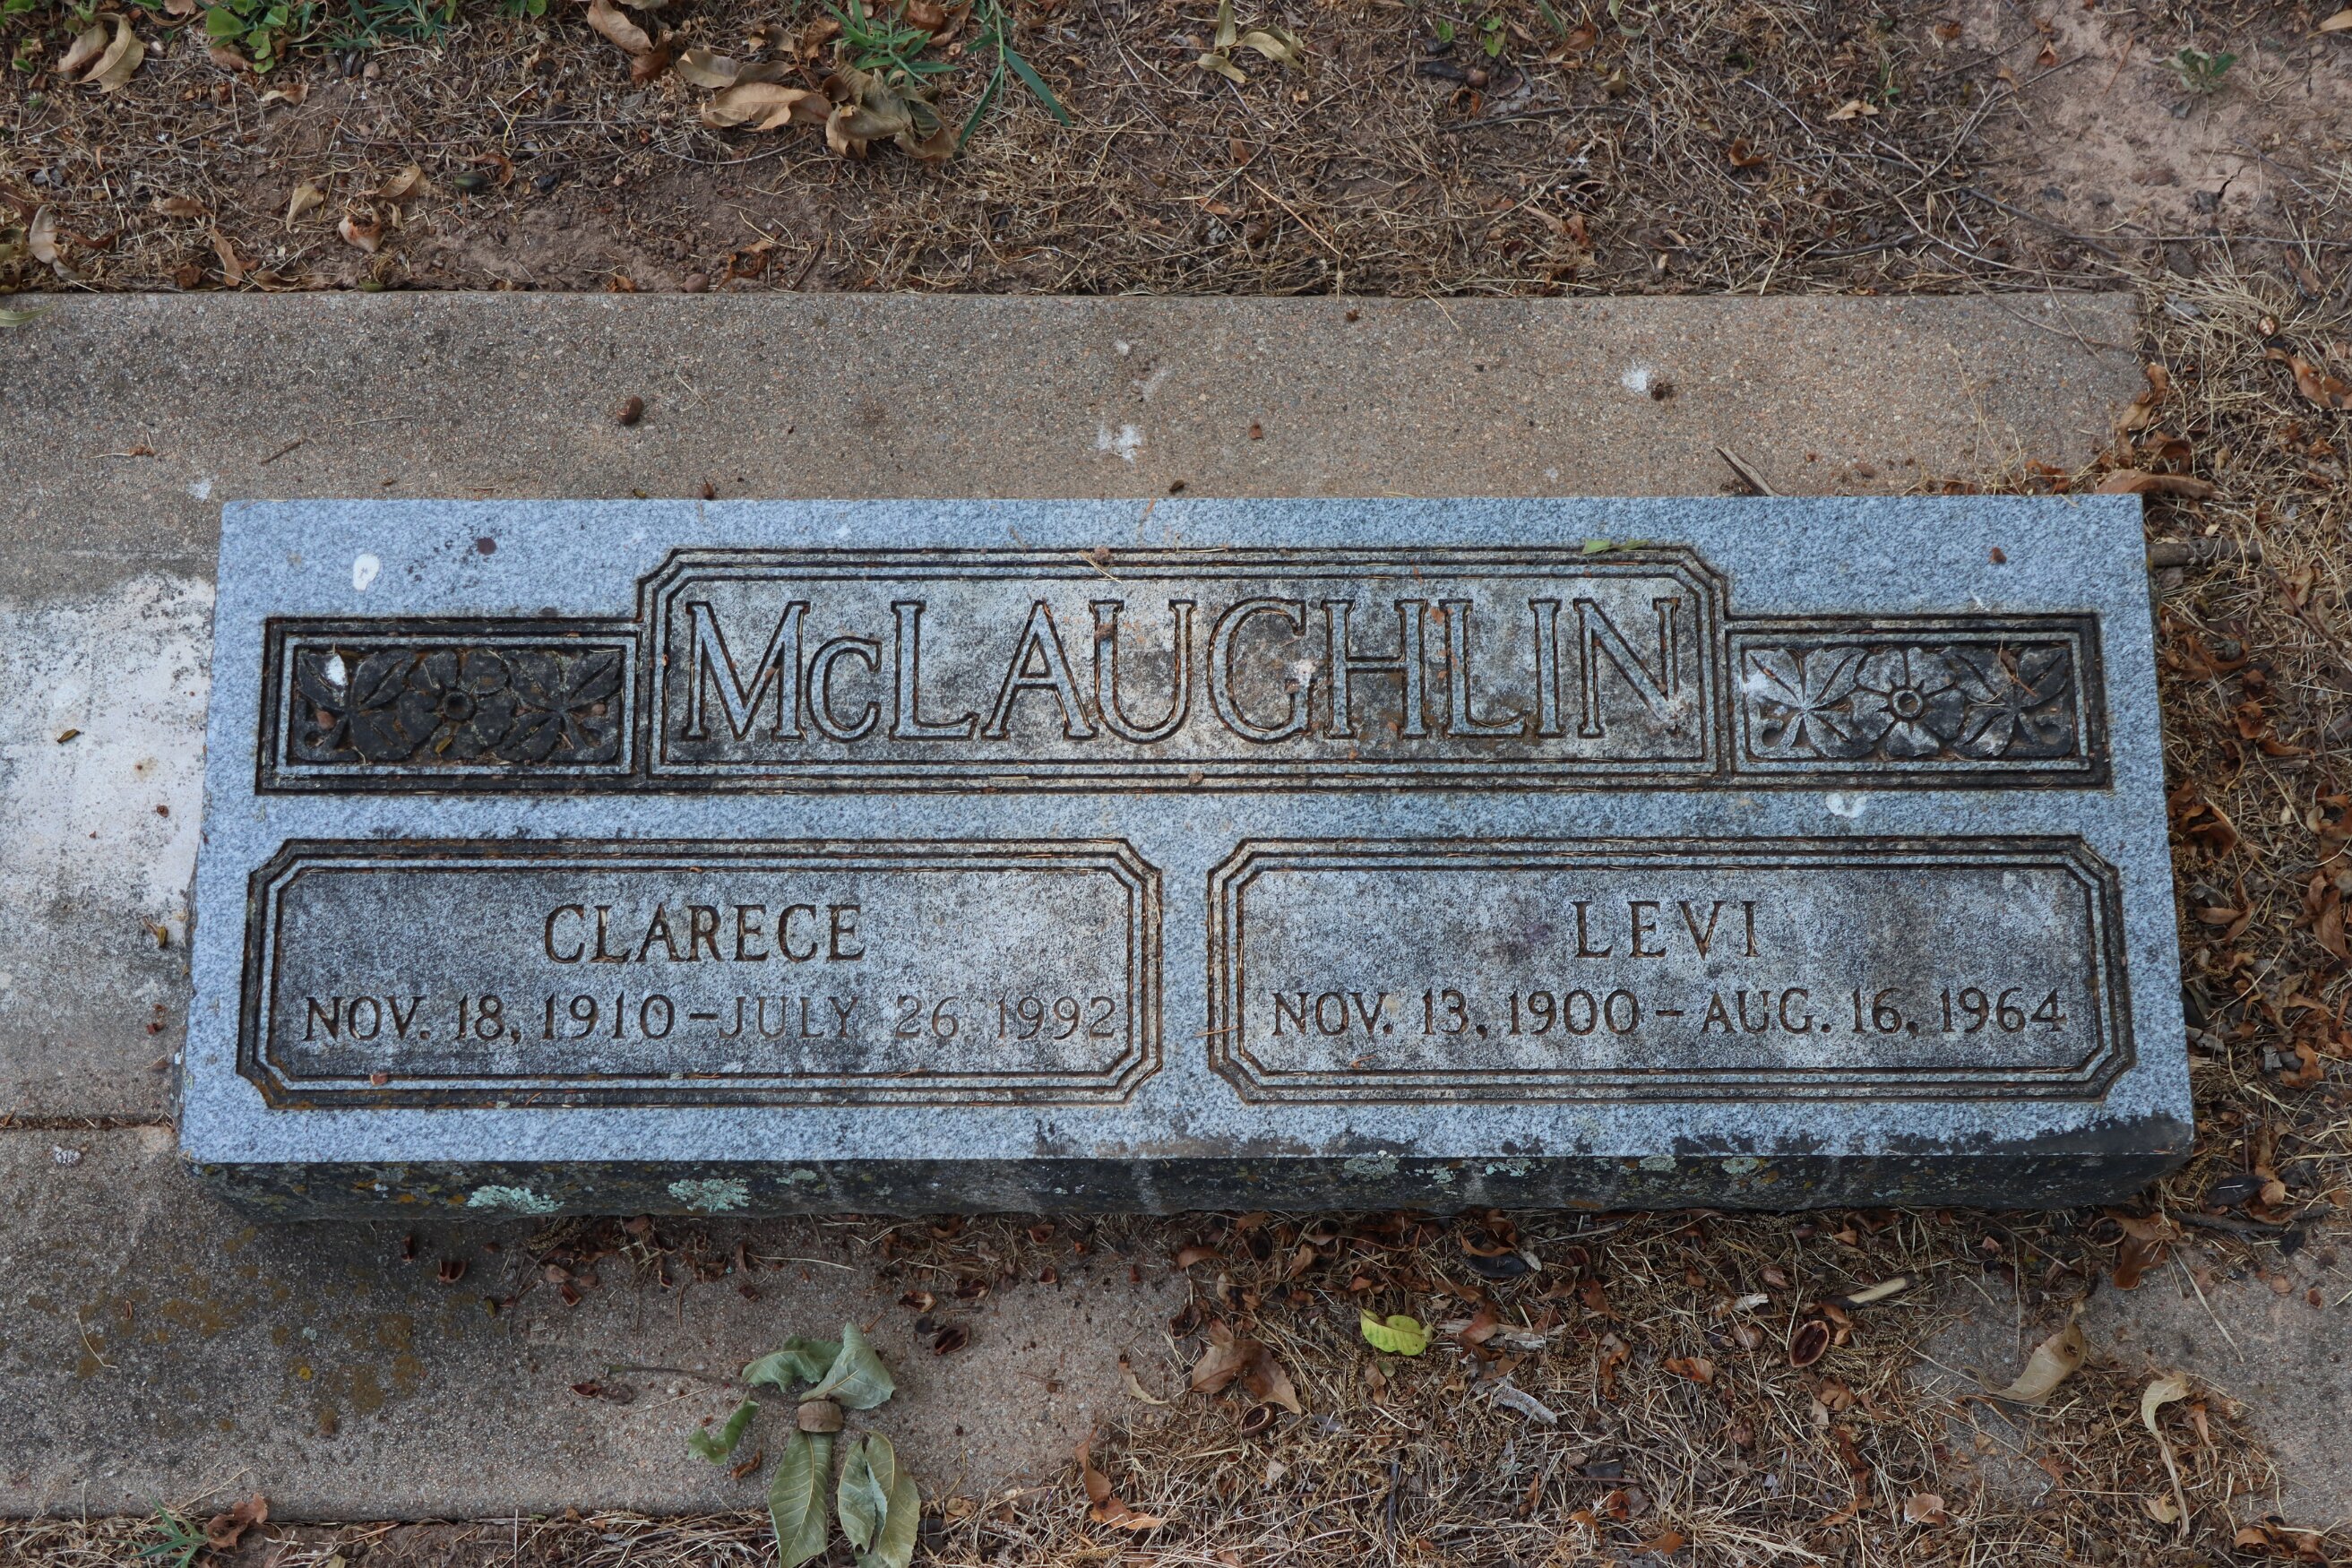 McLAUGHLIN
CLARECE
NOV. 18, 1910 – JULY 26 1992
LEVI
NOV. 13, 1900 – AUG. 16, 1964